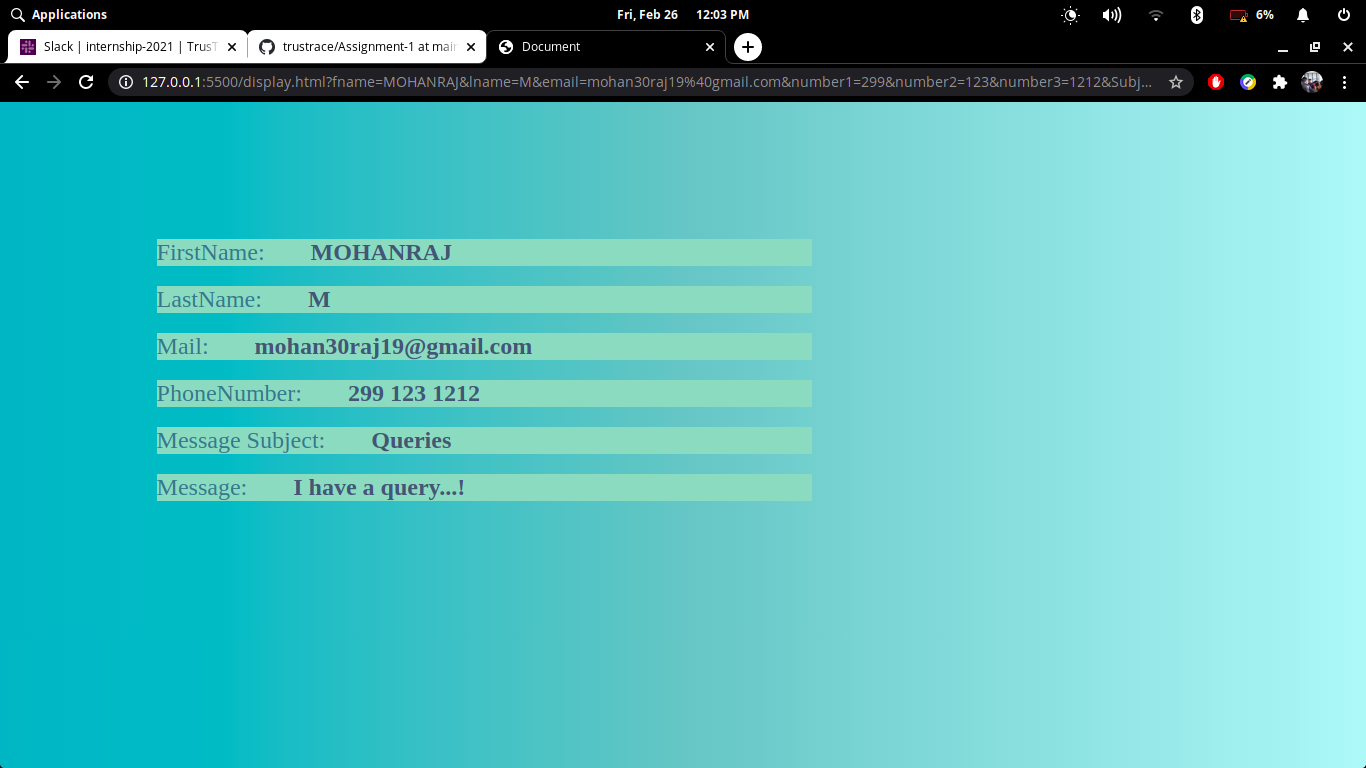 Applications
Fri, Feb 26 12:03 PM
6%
Slack | internship-2021 | TrusT
trustrace/Assignment-1 at main
Document
127.0.0.1:5500/display.html?fname=MOHANRAJ&lname=M&email=mohan30raj19%40gmail.com&number1=299&number2=123&number3=1212&Subj...
FirstName: MOHANRAJ
LastName: M
Mail: mohan30raj19@gmail.com
PhoneNumber: 299 123 1212
Message Subject: Queries
Message: I have a query...!